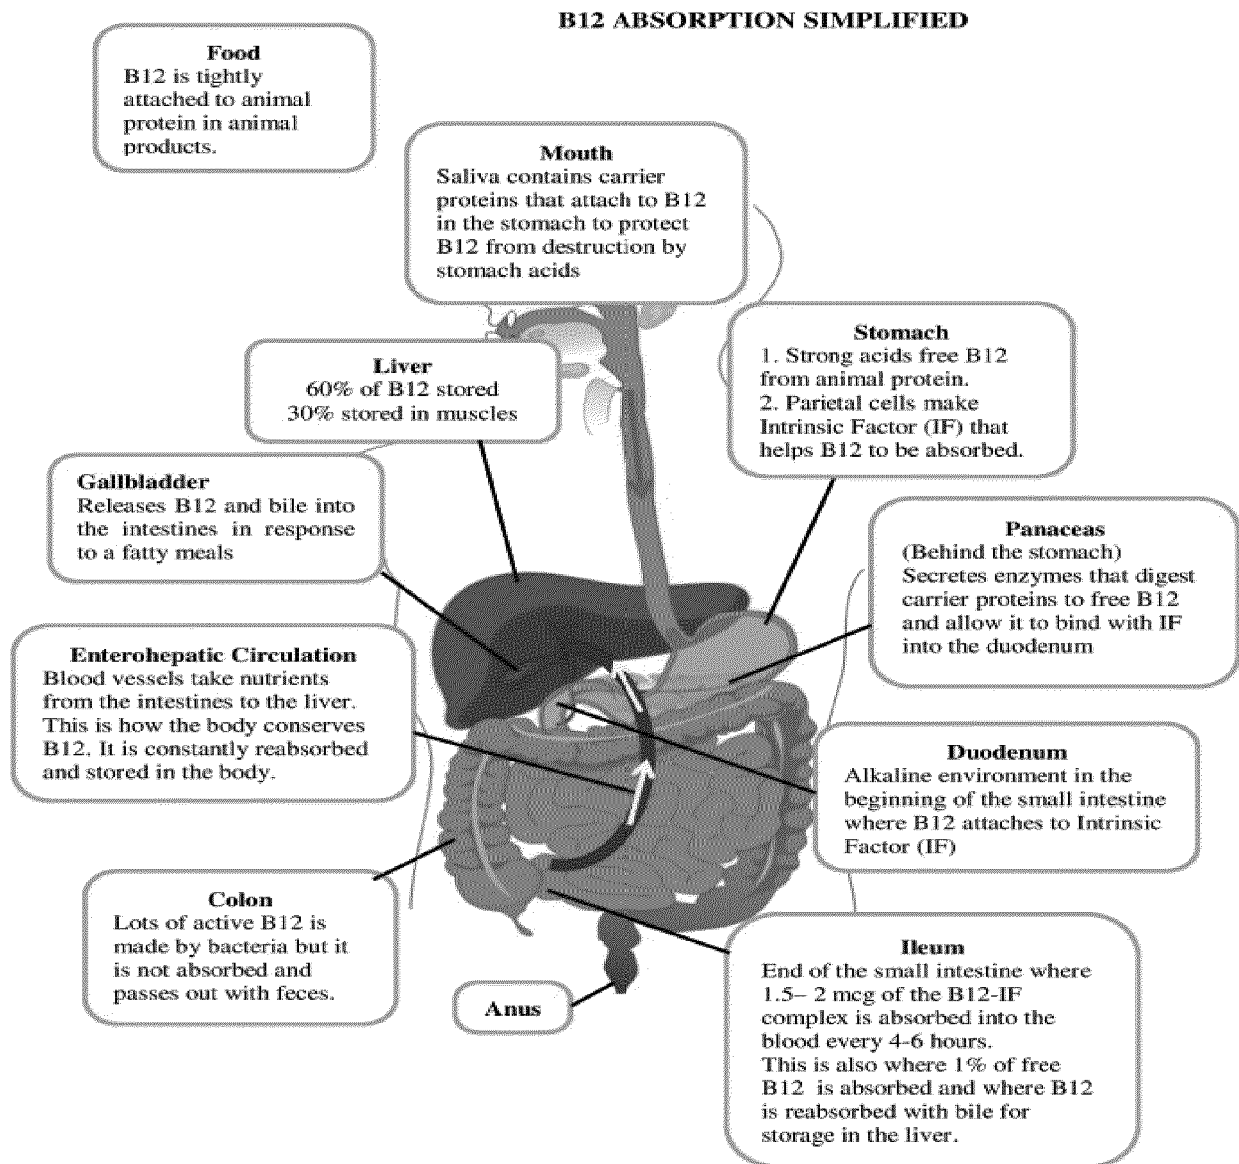 B12 ABSORPTION SIMPLIFIED
Food
B12 is tightly
attached to animal
protein in animal
products.
Mouth
Saliva contains carrier
proteins that attach to B12
in the stomach to protect
B12 from destruction by
stomach acids
Stomach
1. Strong acids free B12
from animal protein.
2. Parietal cells make
Intrinsic Factor (IF) that
helps B12 to be absorbed.
Liver
60% of B12 stored
30% stored in muscles
Gallbladder
Releases B12 and bile into
the intestines in response
to a fatty meals
Panaceas
(Behind the stomach)
Secretes enzymes that digest
carrier proteins to free B12
and allow it to bind with IF
into the duodenum
Enterohepatic Circulation
Blood vessels take nutrients
from the intestines to the liver.
This is how the body conserves
B12. It is constantly reabsorbed
and stored in the body.
Duodenum
Alkaline environment in the
beginning of the small intestine
where B12 attaches to Intrinsic
Factor (IF)
Colon
Lots of active B12 is
made by bacteria but it
is not absorbed and
passes out with feces.
Anus
Ileum
End of the small intestine where
1.5– 2 mcg of the B12-IF
complex is absorbed into the
blood every 4-6 hours.
This is also where 1% of free
B12 is absorbed and where B12
is reabsorbed with bile for
storage in the liver.